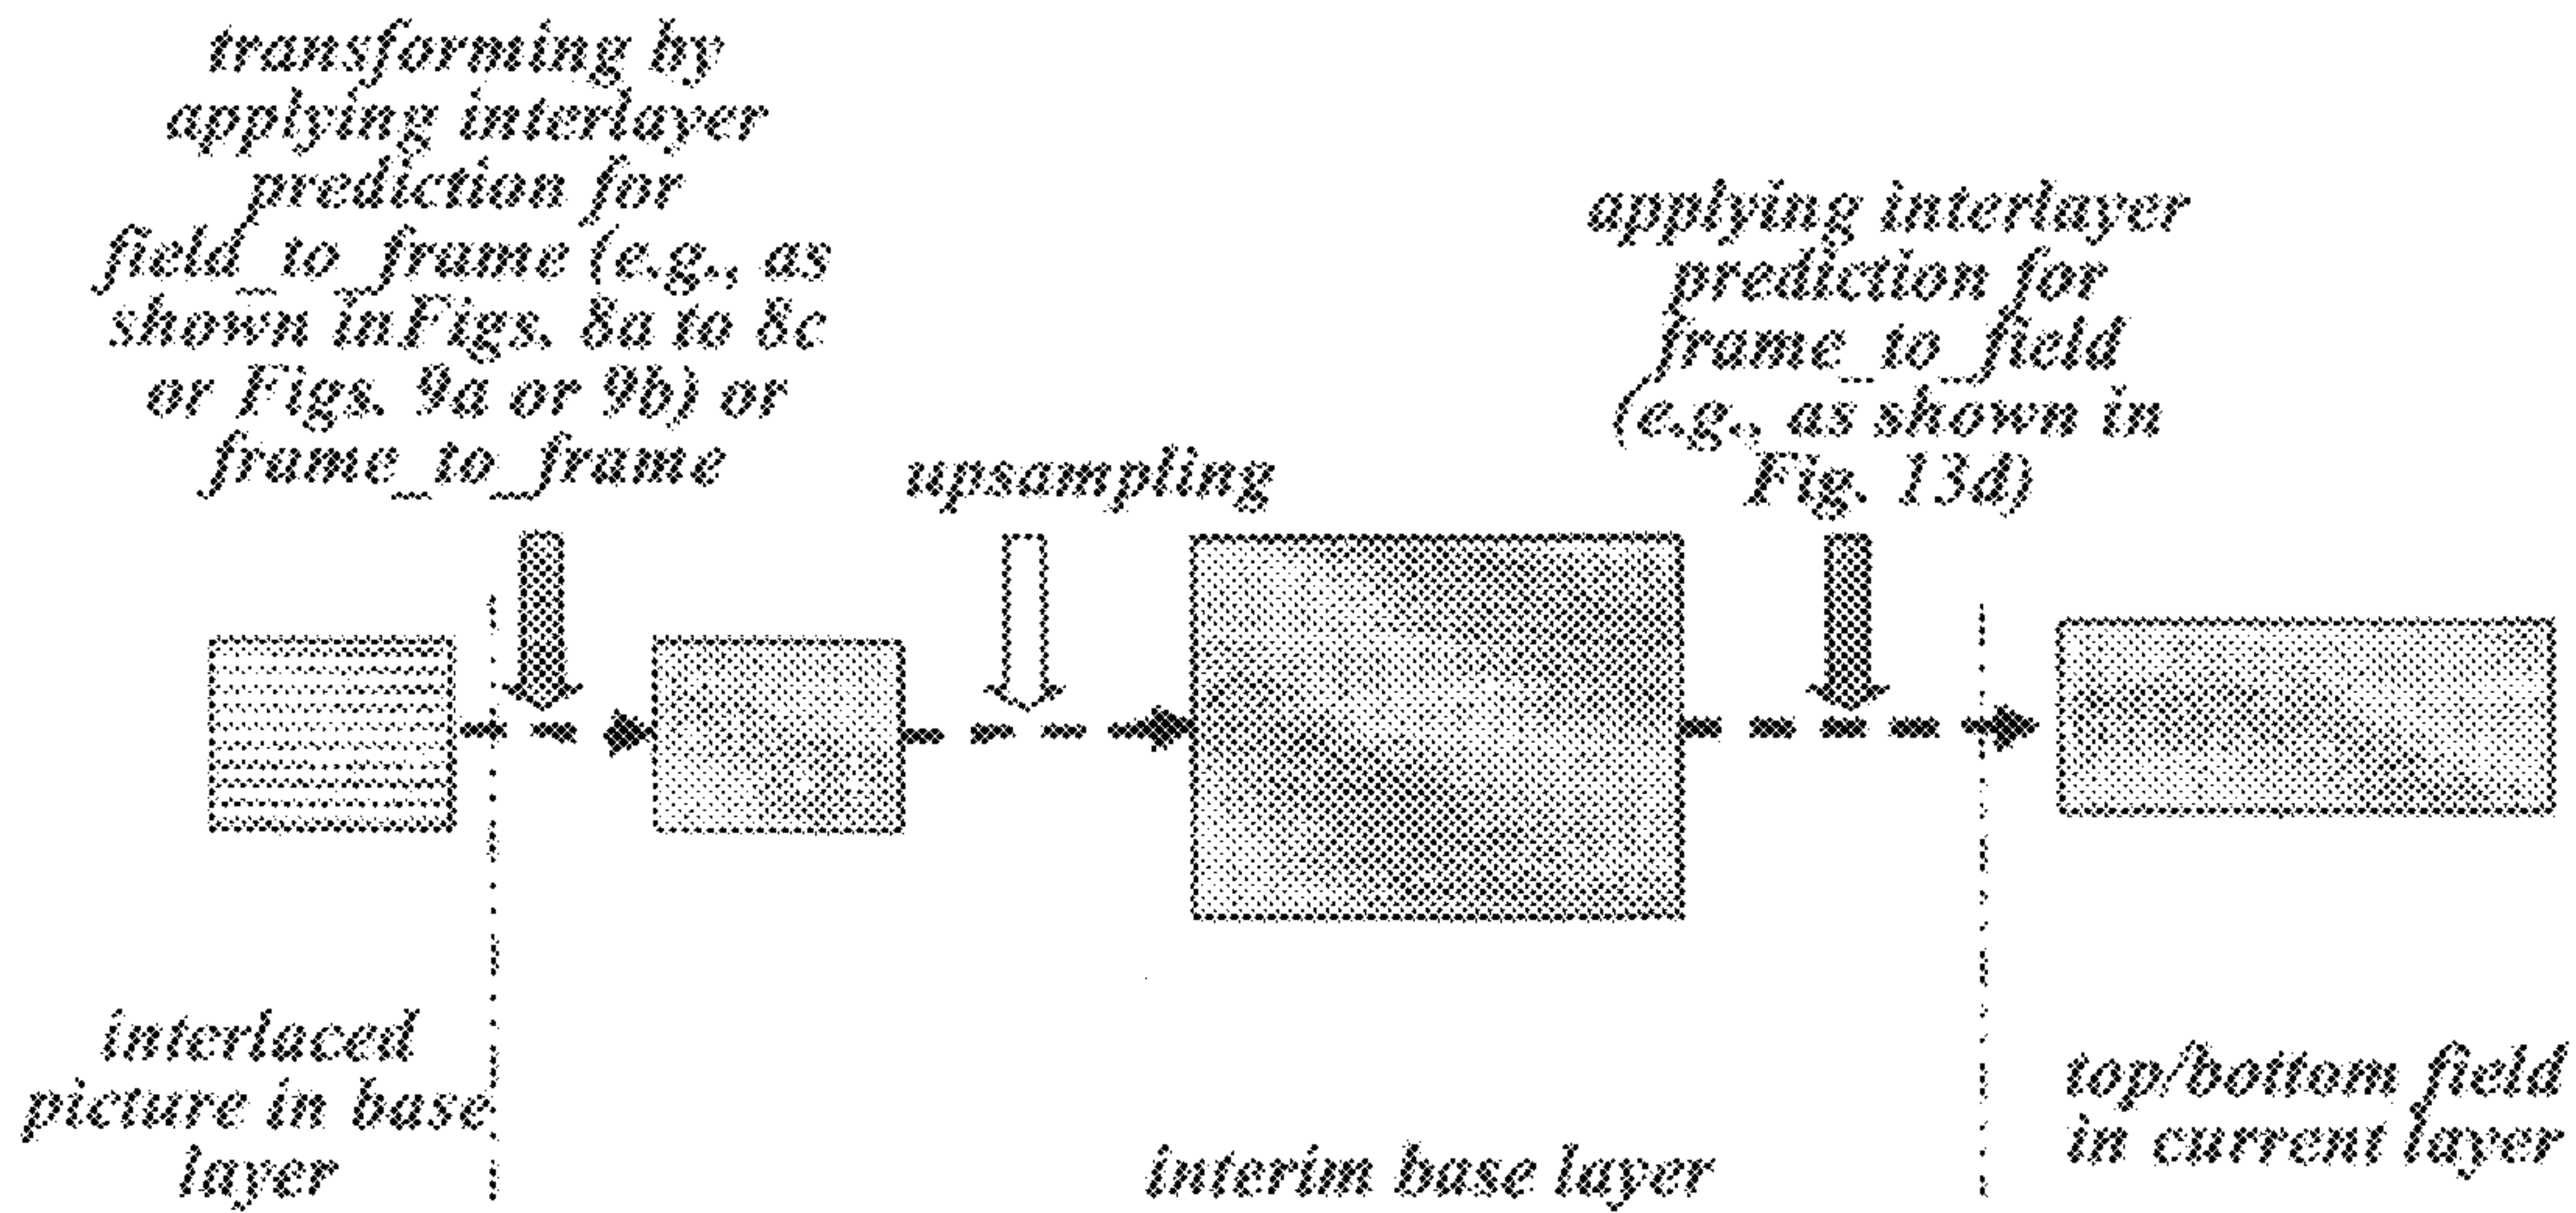 transforming by
applying interlayer
prediction for
field_to_frame (e.g., as
shown inFigs. 8a to 8c
or Figs. 9a or 9b) or
frame_to_frame
upsampling
applying interlayer
prediction for
frame_to_field
(e.g., as shown in
Fig. 13d)
interlaced
picture in base
layer
interim base layer
top/bottom field
in current layer